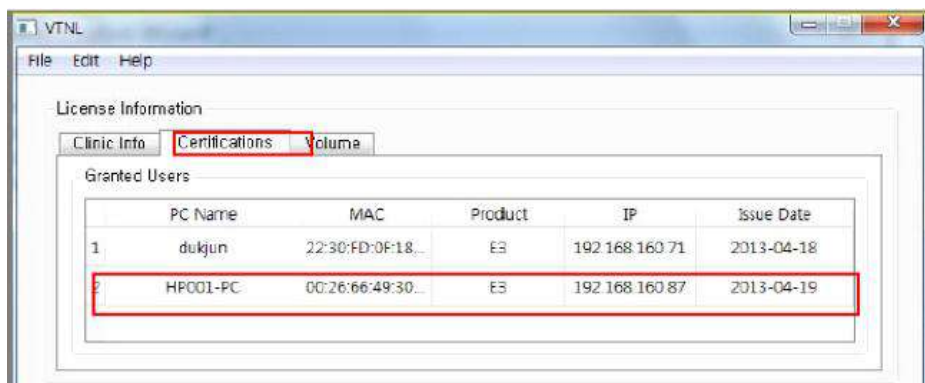 VTNL
File Edit Help
License Information
Clinic Info Certifications Volume
Granted Users
PC Name MAC Product IP Issue Date
1 dukjun 22:30:FD:0F:18... E3 192.168.160.71 2013-04-18
2 HP001-PC 00:26:66:49:30... E3 192.168.160.87 2013-04-19